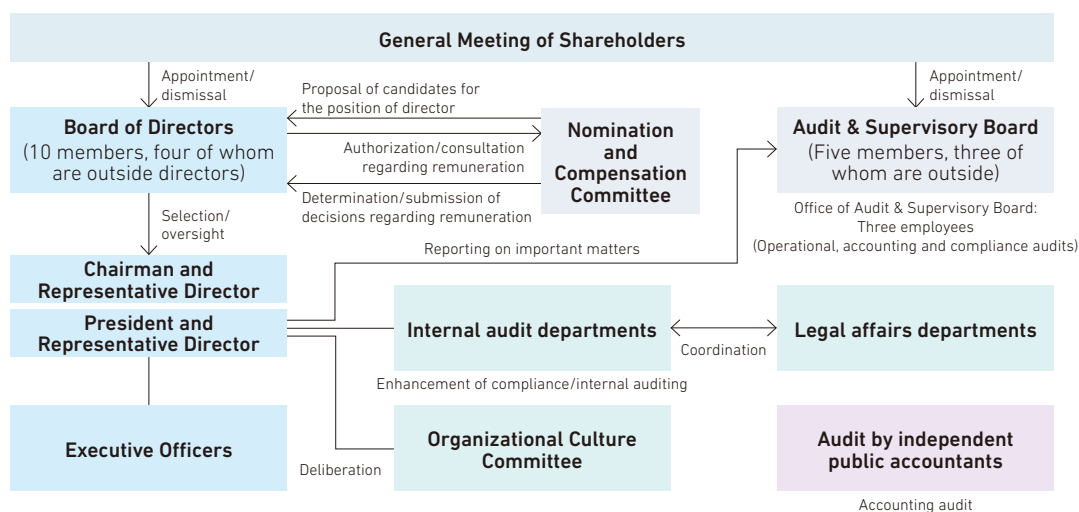 General Meeting of Shareholders
Appointment/
dismissal
Proposal of candidates for
the position of director
Appointment/
dismissal
Board of Directors
(10 members, four of whom
are outside directors)
Authorization/consultation
regarding remuneration
Determination/submission of
decisions regarding remuneration
Nomination
and
Compensation
Committee
Audit & Supervisory Board
(Five members, three of
whom are outside)
Office of Audit & Supervisory Board:
Three employees
(Operational, accounting and compliance audits)
Selection/
oversight
Reporting on important matters
Chairman and
Representative Director
President and
Representative Director
Internal audit departments
Coordination
Legal affairs departments
Enhancement of compliance/internal auditing
Executive Officers
Deliberation
Organizational Culture
Committee
Audit by independent
public accountants
Accounting audit